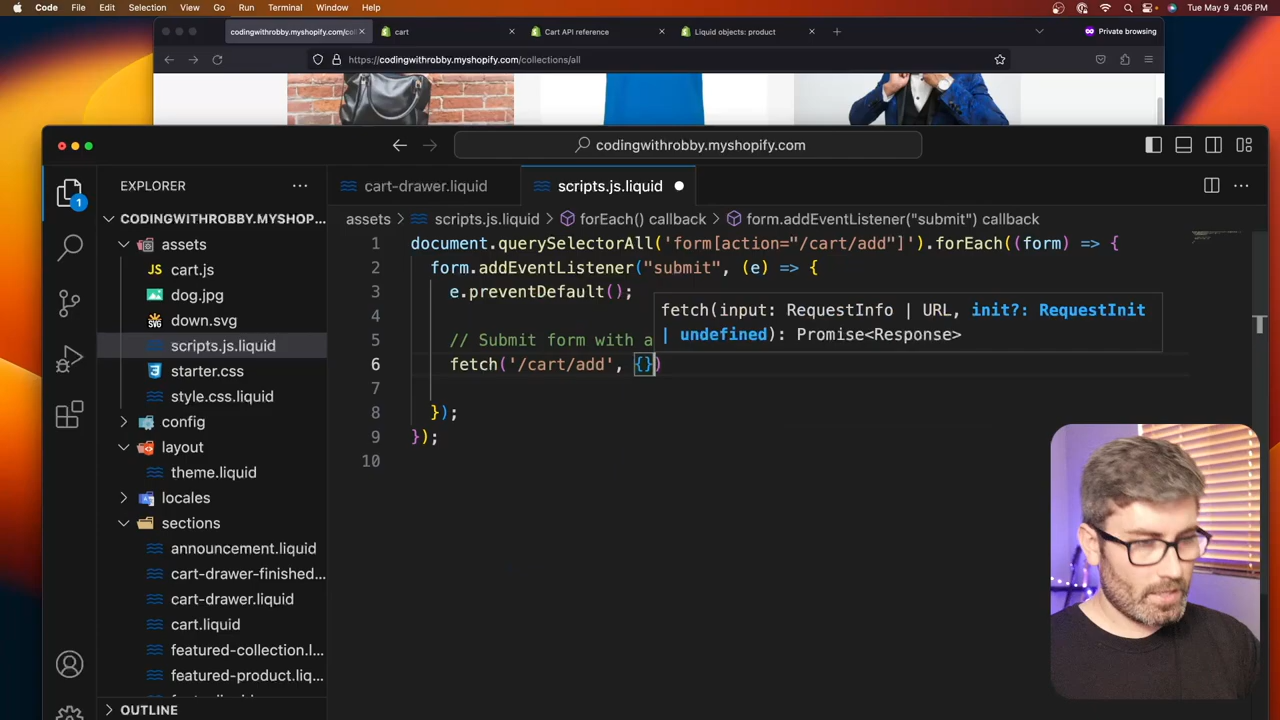 Code File Edit Selection View Go Run Terminal Window Help
Tue May 9 4:06 PM
codingwithrobby.myshopify.com/coll
cart
Cart API reference
Liquid objects: product
Private browsing
https://codingwithrobby.myshopify.com/collections/all
codingwithrobby.myshopify.com
EXPLORER
cart-drawer.liquid
scripts.js.liquid
1
CODINGWITHROBBY.MYSHOP...
assets > scripts.js.liquid > forEach() callback > form.addEventListener("submit") callback
assets
cart.js
dog.jpg
down.svg
scripts.js.liquid
starter.css
style.css.liquid
config
layout
theme.liquid
locales
sections
announcement.liquid
cart-drawer-finished...
cart-drawer.liquid
cart.liquid
featured-collection.l...
featured-product.liq...
OUTLINE
1 document.querySelectorAll('form[action="/cart/add"]').forEach((form) => {
2 form.addEventListener("submit", (e) => {
3 e.preventDefault();
4
5 // Submit form with a
6 fetch('/cart/add', {})
7
8 });
9 });
10
fetch(input: RequestInfo | URL, init?: RequestInit
| undefined): Promise<Response>